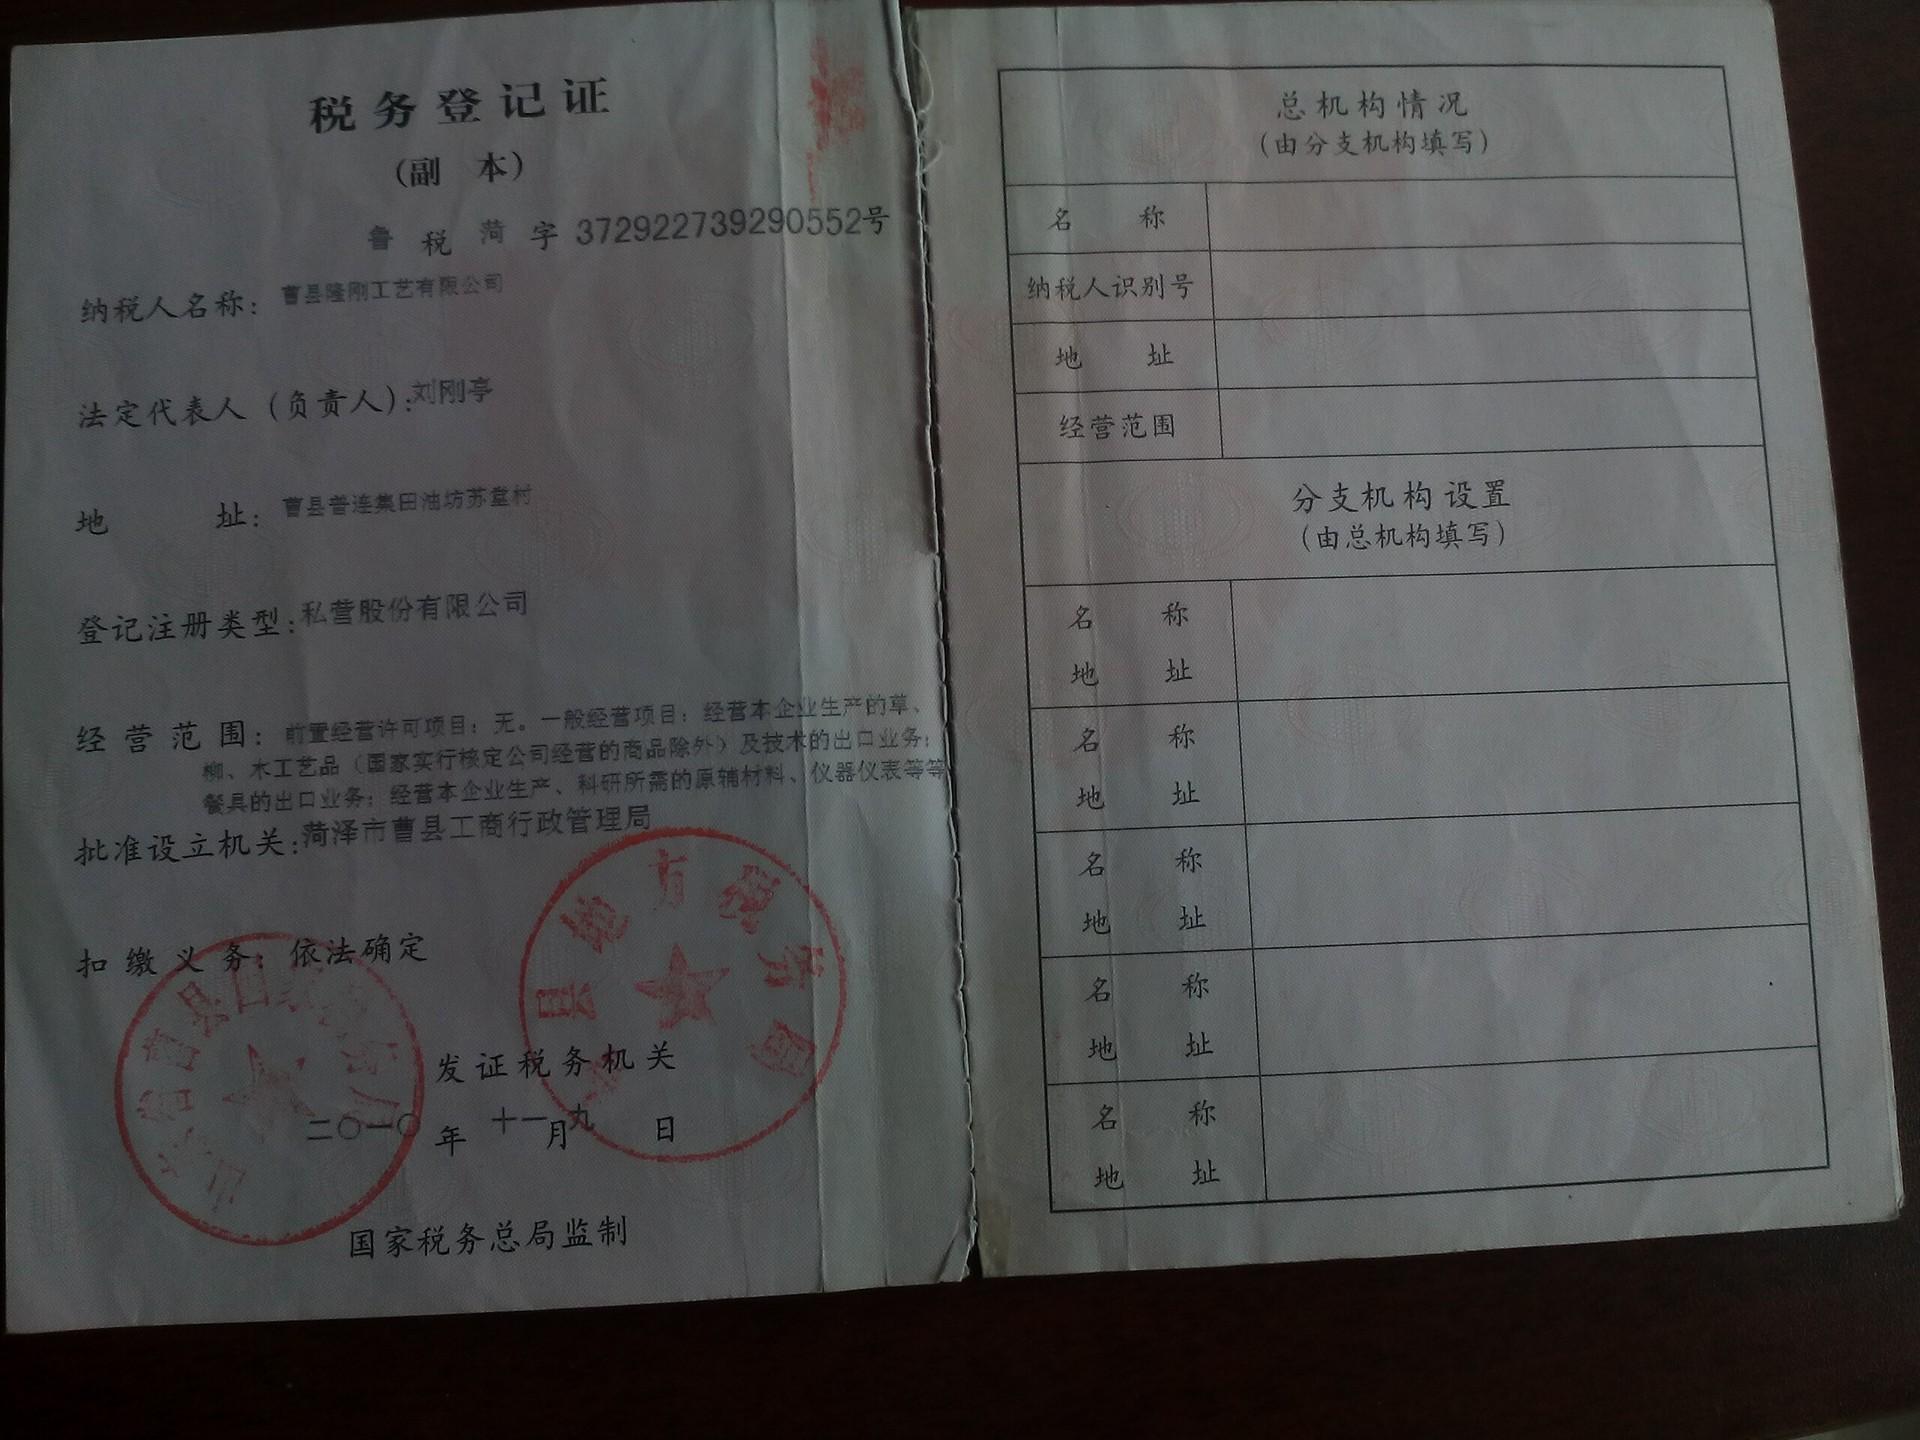 税务登记证
(副 本)
鲁 税 菏 字 372922739290552号
纳税人名称： 曹县隆刚工艺有限公司
法定代表人（负责人）：刘刚亭
地 址： 曹县普连集田油坊苏堂村
登记注册类型：私营股份有限公司
经 营 范 围： 前置经营许可项目：无。一般经营项目：经营本企业生产的草、
柳、木工艺品（国家实行核定公司经营的商品除外）及技术的出口业务；
餐具的出口业务；经营本企业生产、科研所需的原辅材料、仪器仪表等等
批准设立机关：菏泽市曹县工商行政管理局
扣 缴 义 务： 依法确定
县地方税务局
发证税务机关
二〇一〇 年 十一月九 日
国家税务总局监制
总机构情况
（由分支机构填写）
名 称
纳税人识别号
地 址
经营范围
分支机构设置
（由总机构填写）
名 称
地 址
名 称
地 址
名 称
地 址
名 称
地 址
名 称
地 址